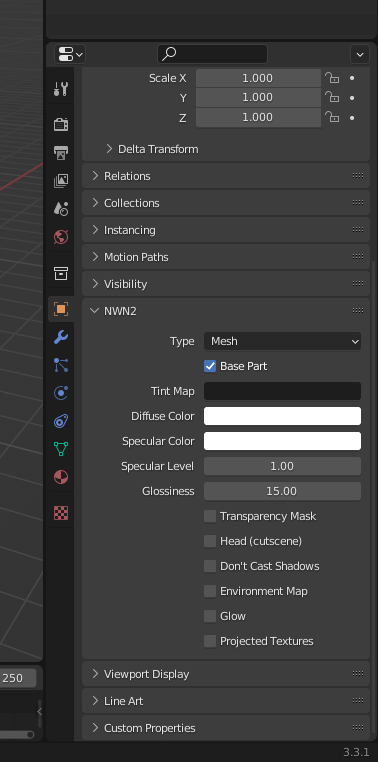 Scale X 1.000
Y 1.000
Z 1.000
Delta Transform
Relations
Collections
Instancing
Motion Paths
Visibility
NWN2
Type Mesh
Base Part
Tint Map
Diffuse Color
Specular Color
Specular Level 1.00
Glossiness 15.00
Transparency Mask
Head (cutscene)
Don't Cast Shadows
Environment Map
Glow
Projected Textures
Viewport Display
250
Line Art
Custom Properties
3.3.1